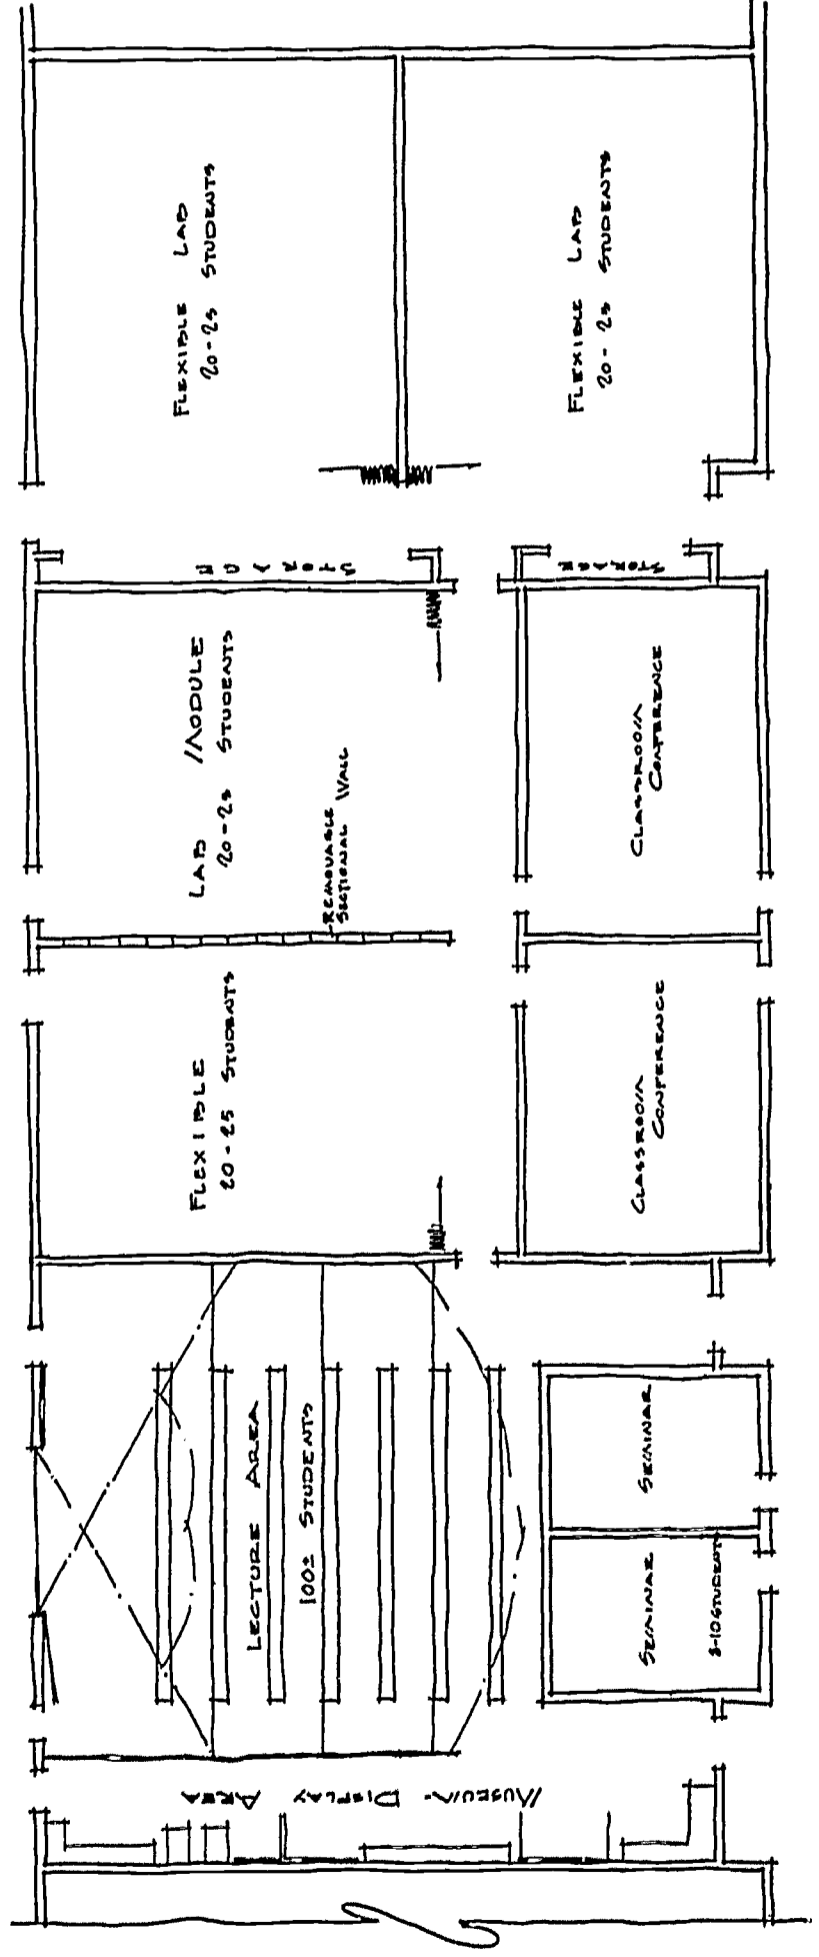 FLEXIBLE LAB
20-25 STUDENTS
FLEXIBLE LAB
20-25 STUDENTS
LAB MODULE
20-25 STUDENTS
REMOVABLE
SECTIONAL WALL
CLASSROOM
CONFERENCE
FLEXIBLE
20-25 STUDENTS
CLASSROOM
CONFERENCE
LECTURE AREA
100± STUDENTS
SEMINAR
SEMINAR
8-10 STUDENTS
MUSEUM-DISPLAY AREA